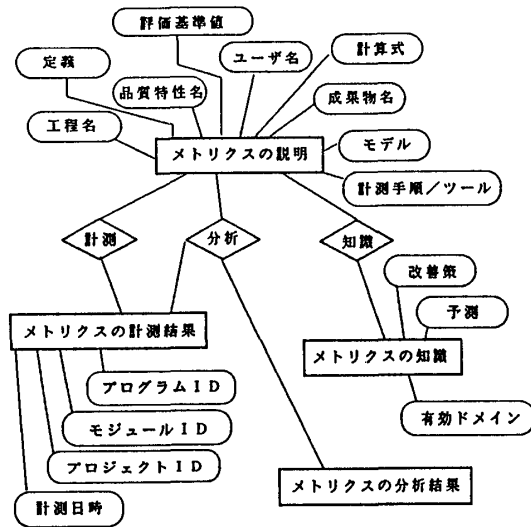 評価基準値
定義
ユーザ名
計算式
品質特性名
成果物名
工程名
メトリクスの説明
モデル
計測手順／ツール
計測
分析
知識
改善策
予測
メトリクスの計測結果
メトリクスの知識
プログラムＩＤ
有効ドメイン
モジュールＩＤ
プロジェクトＩＤ
メトリクスの分析結果
計測日時